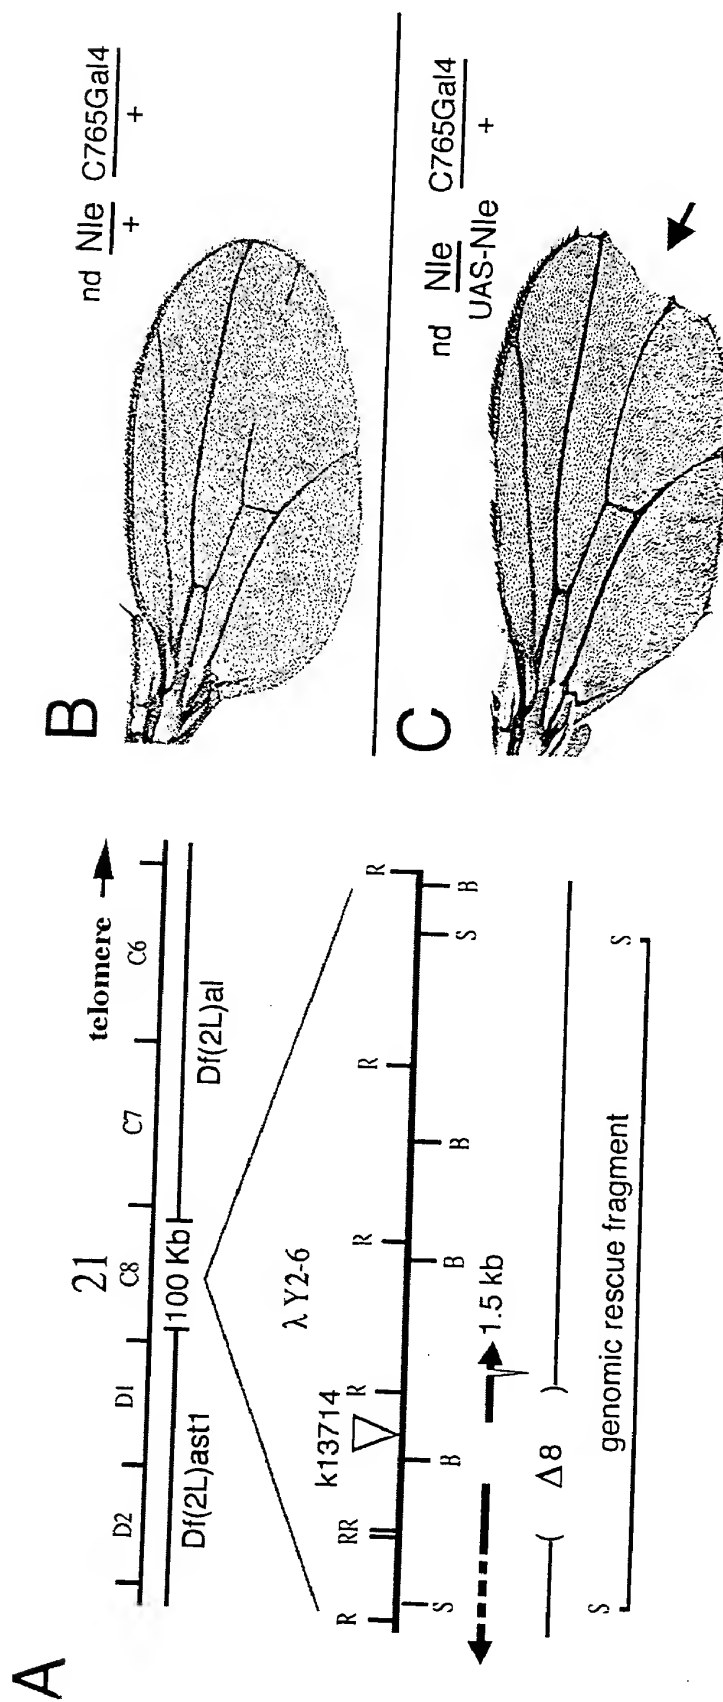 A
21
telomere
D2 D1 C8 C7 C6
100 Kb
Df(2L)ast1
Df(2L)al
λ Y2-6
k13714
R RR R R R R
S B B B S B
1.5 kb
( Δ8 )
S S
genomic rescue fragment
B
nd Nle C765Gal4
+ +
C
nd Nle C765Gal4
UAS-Nle +